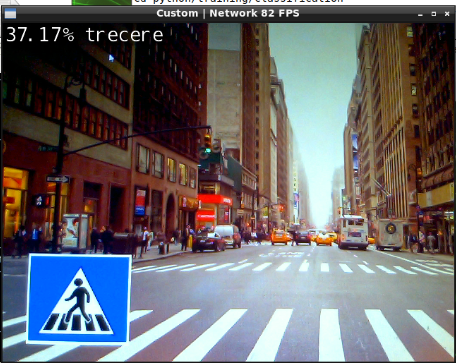 cd python/training/classification
Custom | Network 82 FPS
37.17% trecere